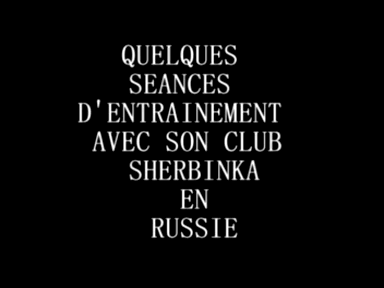 QUELQUES
SEANCES
D'ENTRAINEMENT
AVEC SON CLUB
SHERBINKA
EN
RUSSIE